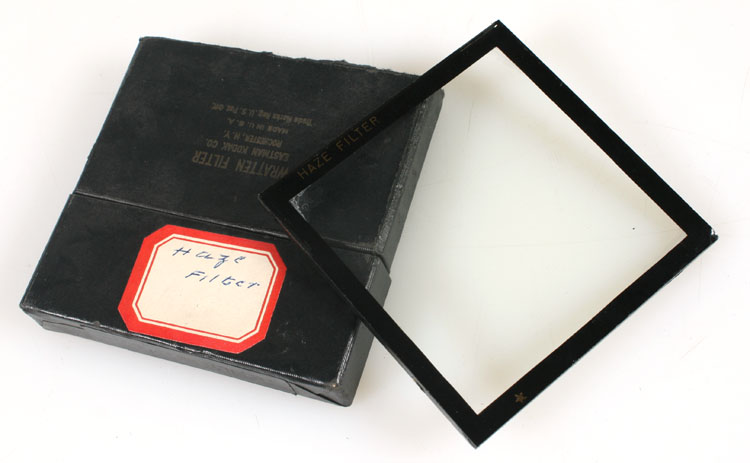 WRATTEN FILTER
EASTMAN KODAK CO.
ROCHESTER, N.Y.
MADE IN U.S.A.
Trade Marks Reg. U.S. Pat. Off.
HAZE FILTER
Haze
Filter